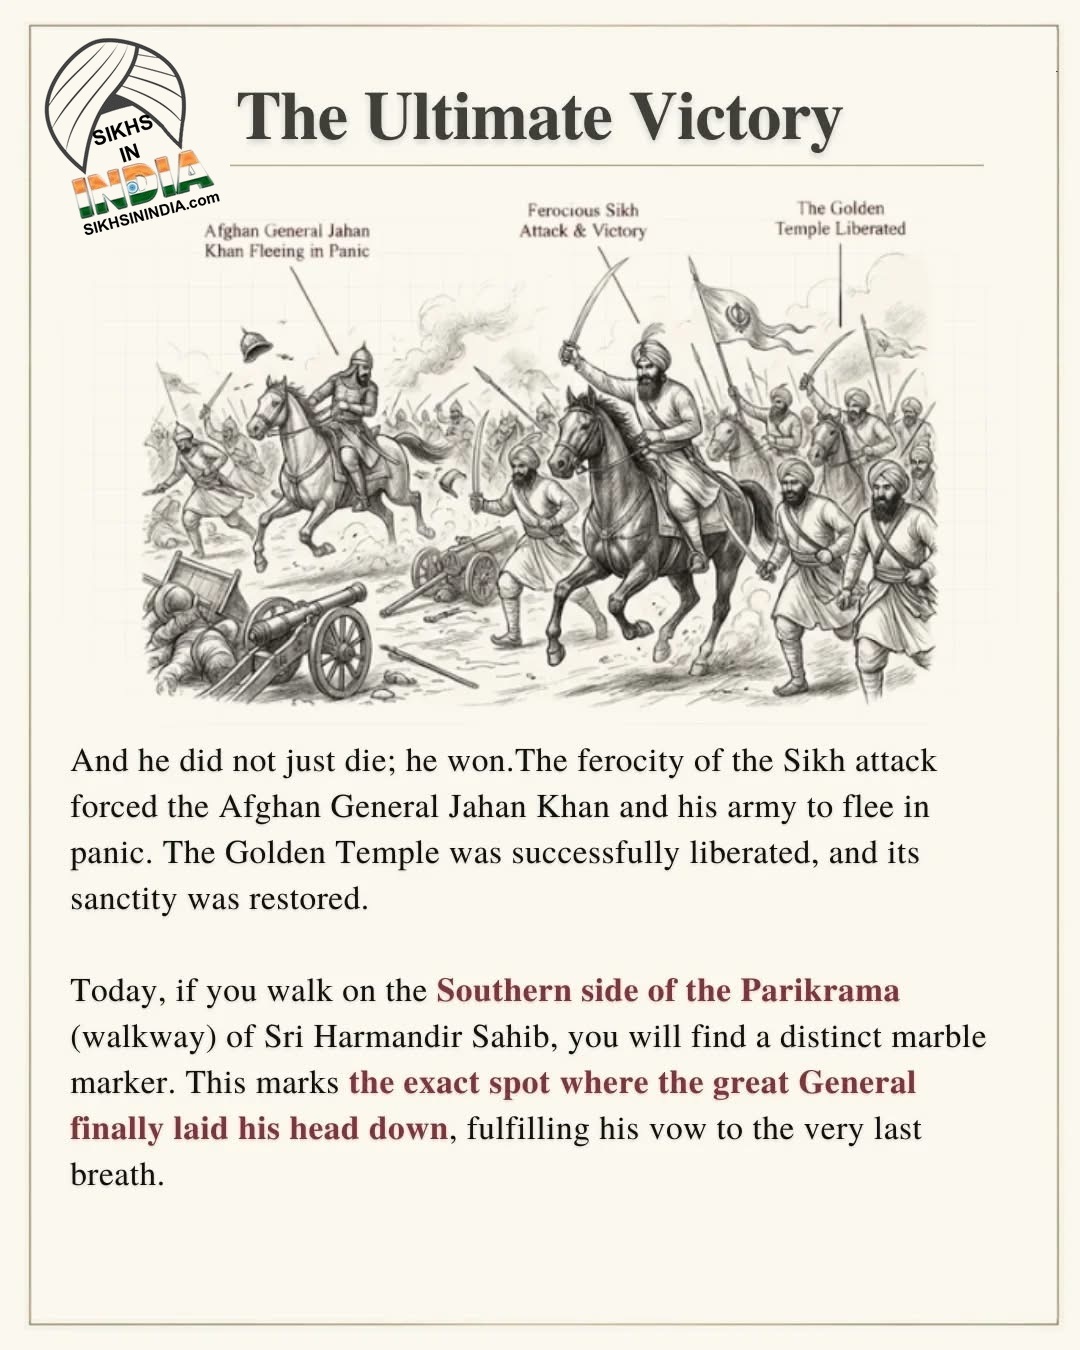 SIKHS
IN
INDIA
SIKHSININDIA.com
The Ultimate Victory
Afghan General Jahan
Khan Fleeing in Panic
Ferocious Sikh
Attack & Victory
The Golden
Temple Liberated
And he did not just die; he won.The ferocity of the Sikh attack
forced the Afghan General Jahan Khan and his army to flee in
panic. The Golden Temple was successfully liberated, and its
sanctity was restored.
Today, if you walk on the Southern side of the Parikrama
(walkway) of Sri Harmandir Sahib, you will find a distinct marble
marker. This marks the exact spot where the great General
finally laid his head down, fulfilling his vow to the very last
breath.